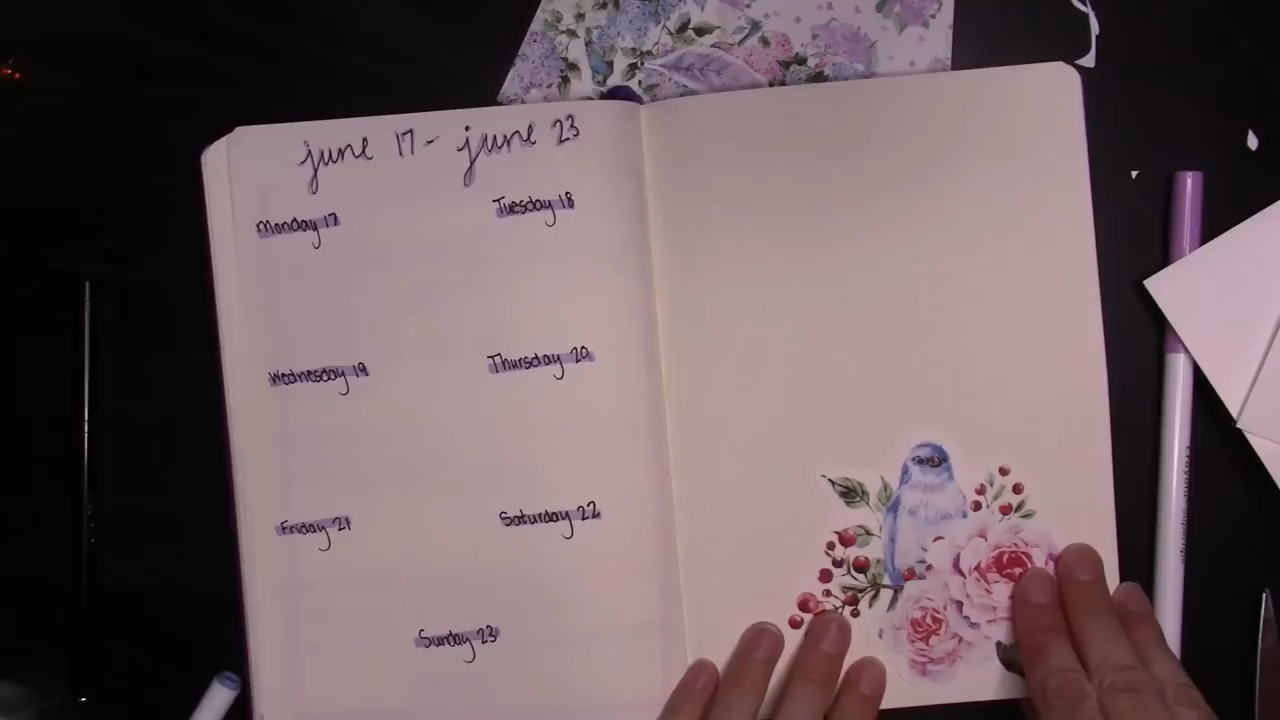 june 17 - june 23
Monday 17
Tuesday 18
Wednesday 19
Thursday 20
Friday 21
Saturday 22
Sunday 23